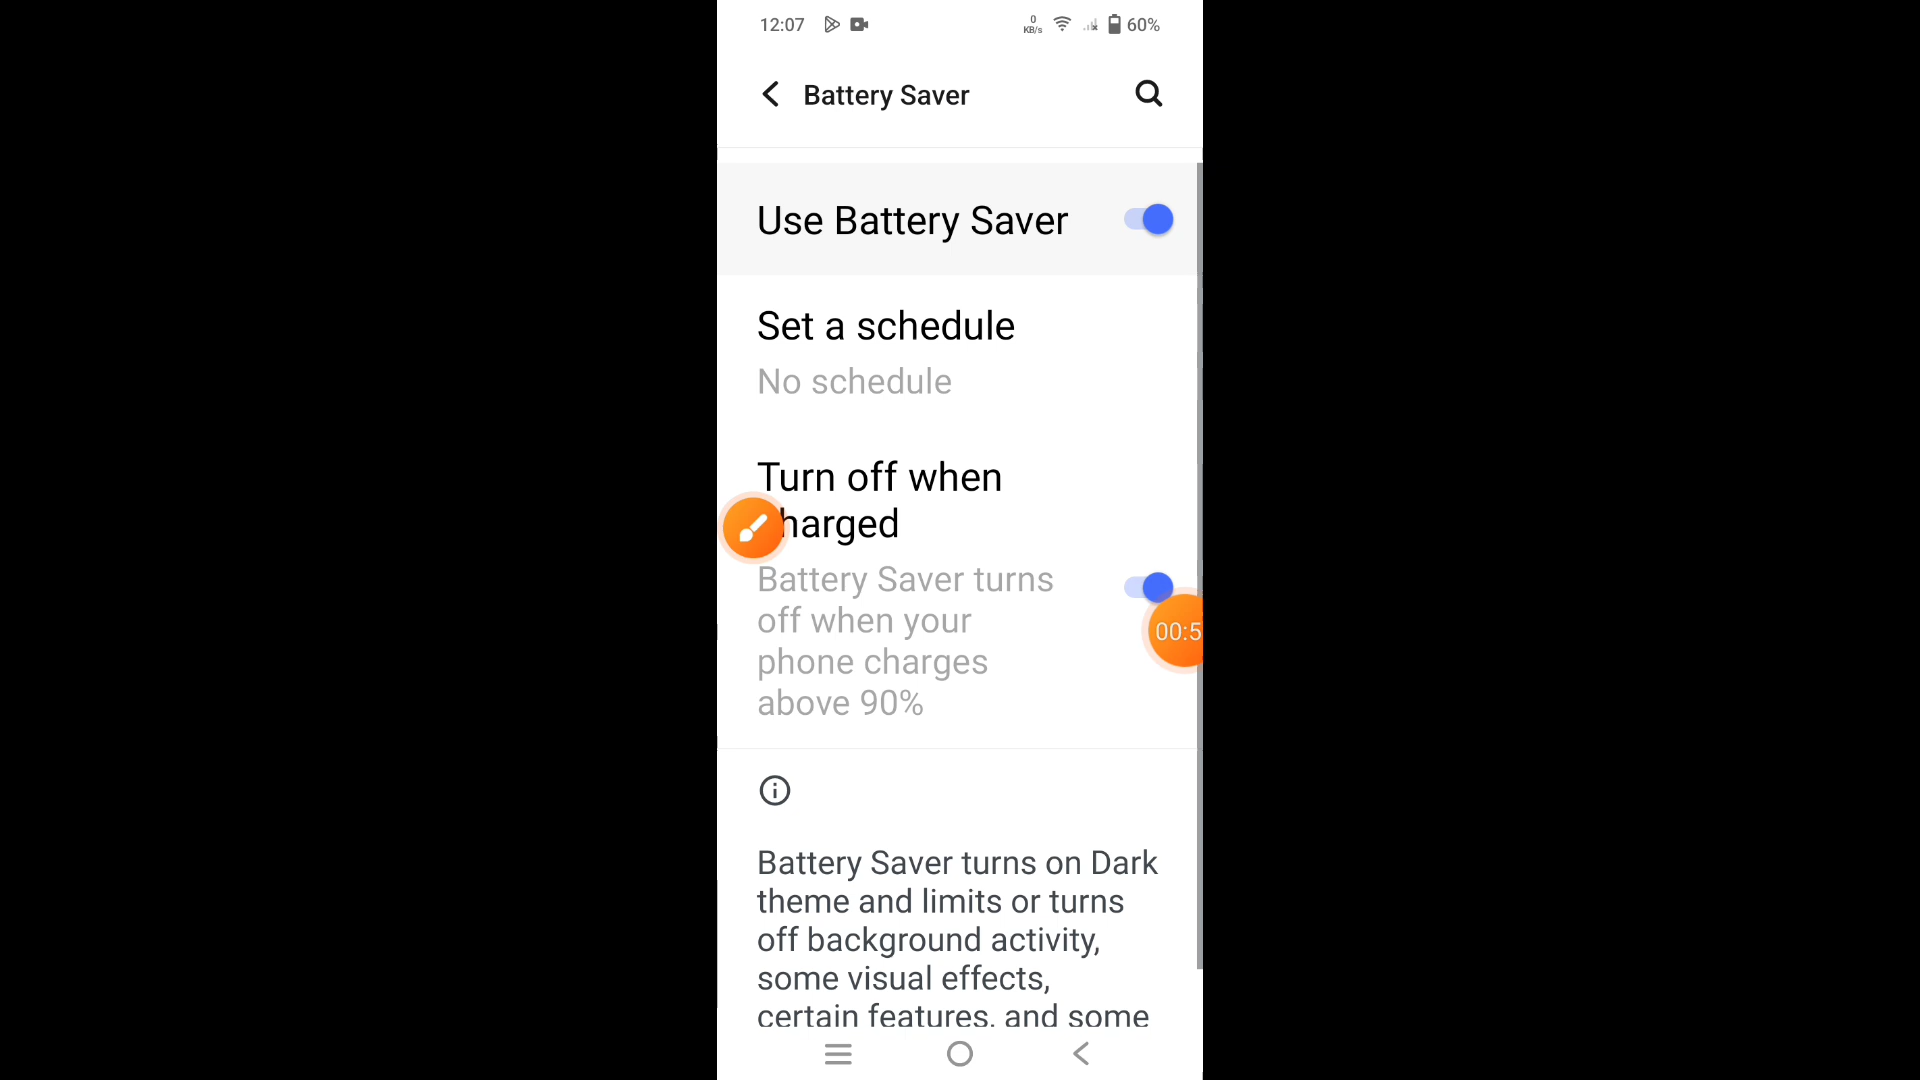 12:07 0 KB/s 60%
Battery Saver
Use Battery Saver
Set a schedule
No schedule
Turn off when
harged
Battery Saver turns
off when your
phone charges
above 90%
00:5
Battery Saver turns on Dark
theme and limits or turns
off background activity,
some visual effects,
certain features, and some